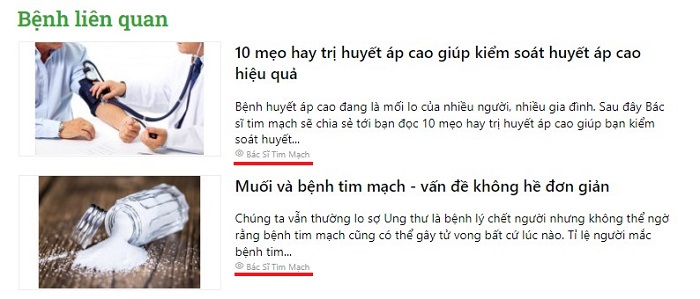 Bệnh liên quan
10 mẹo hay trị huyết áp cao giúp kiểm soát huyết áp cao
hiệu quả
Bệnh huyết áp cao đang là mối lo của nhiều người, nhiều gia đình. Sau đây Bác
sĩ tim mạch sẽ chia sẻ tới bạn đọc 10 mẹo hay trị huyết áp cao giúp bạn kiểm
soát huyết...
Bác Sĩ Tim Mạch
Muối và bệnh tim mạch - vấn đề không hề đơn giản
Chúng ta vẫn thường lo sợ Ung thư là bệnh lý chết người nhưng không thể ngờ
rằng bệnh tim mạch cũng có thể gây tử vong bất cứ lúc nào. Tỉ lệ người mắc
bệnh tim...
Bác Sĩ Tim Mạch